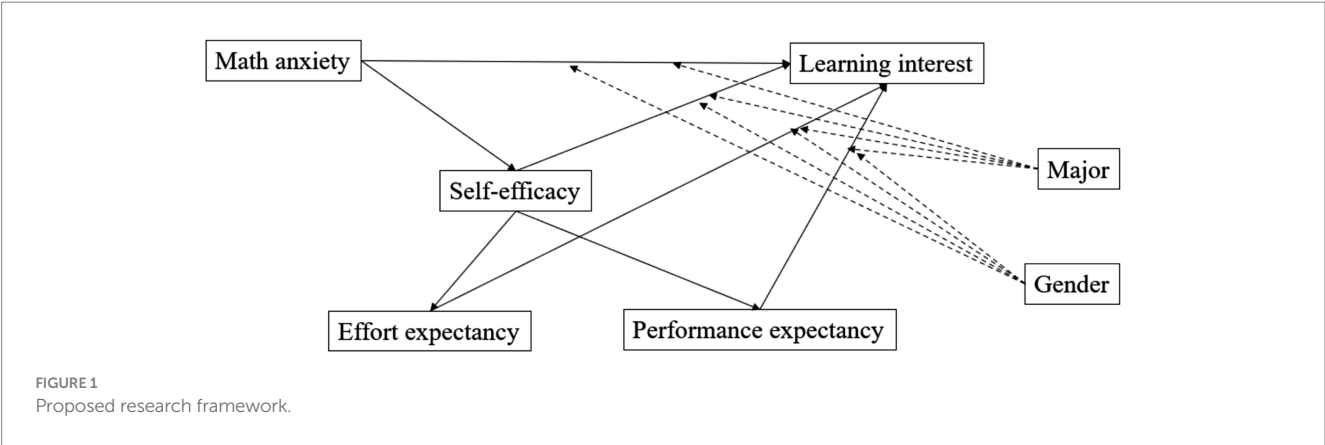 Math anxiety
Learning interest
Major
Self-efficacy
Gender
Effort expectancy
Performance expectancy
FIGURE 1
Proposed research framework.